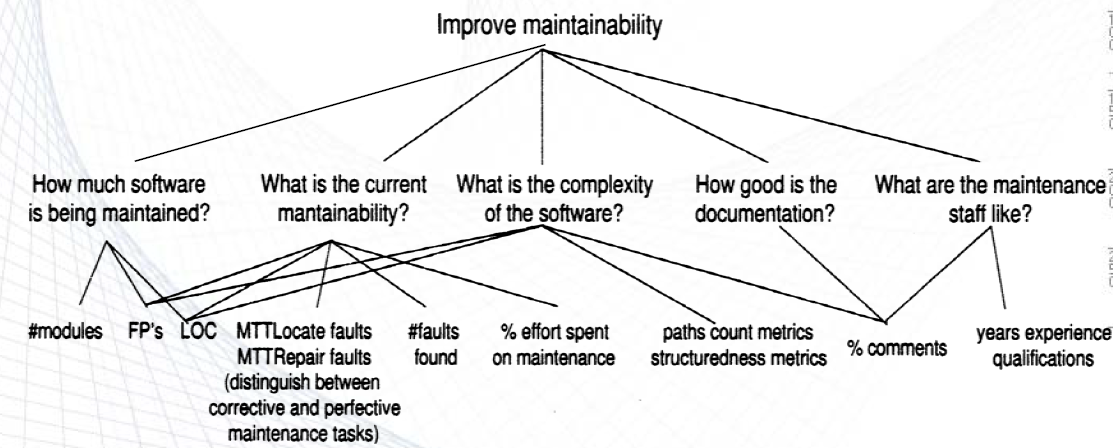 Improve maintainability
How much software
is being maintained?
What is the current
mantainability?
What is the complexity
of the software?
How good is the
documentation?
What are the maintenance
staff like?
#modules
FP's
LOC
MTTLocate faults
MTTRepair faults
(distinguish between
corrective and perfective
maintenance tasks)
#faults
found
% effort spent
on maintenance
paths count metrics
structuredness metrics
% comments
years experience
qualifications